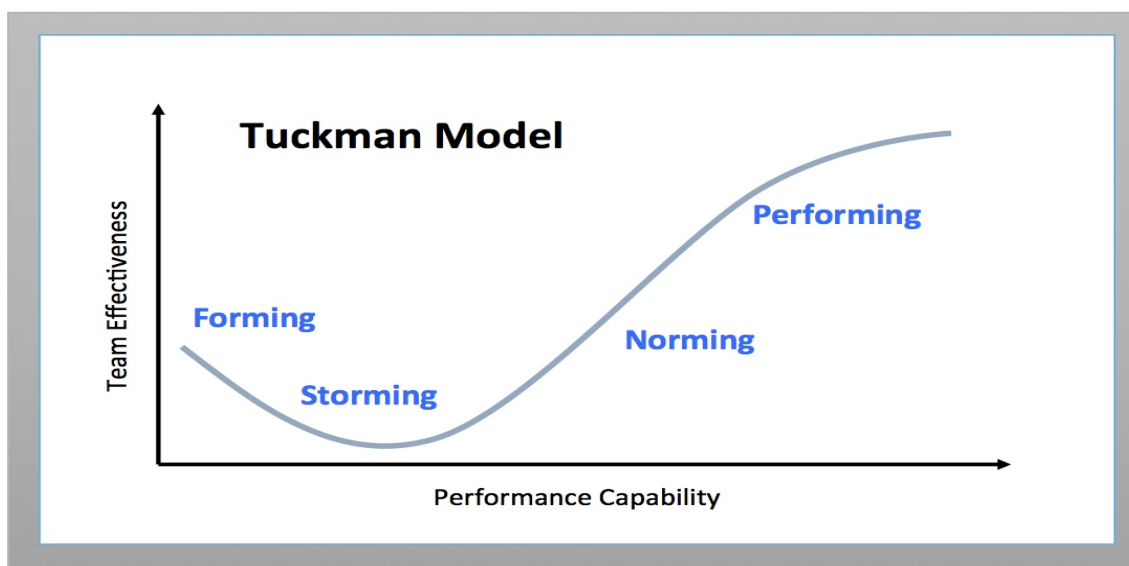 Tuckman Model
Team Effectiveness
Forming
Storming
Norming
Performing
Performance Capability